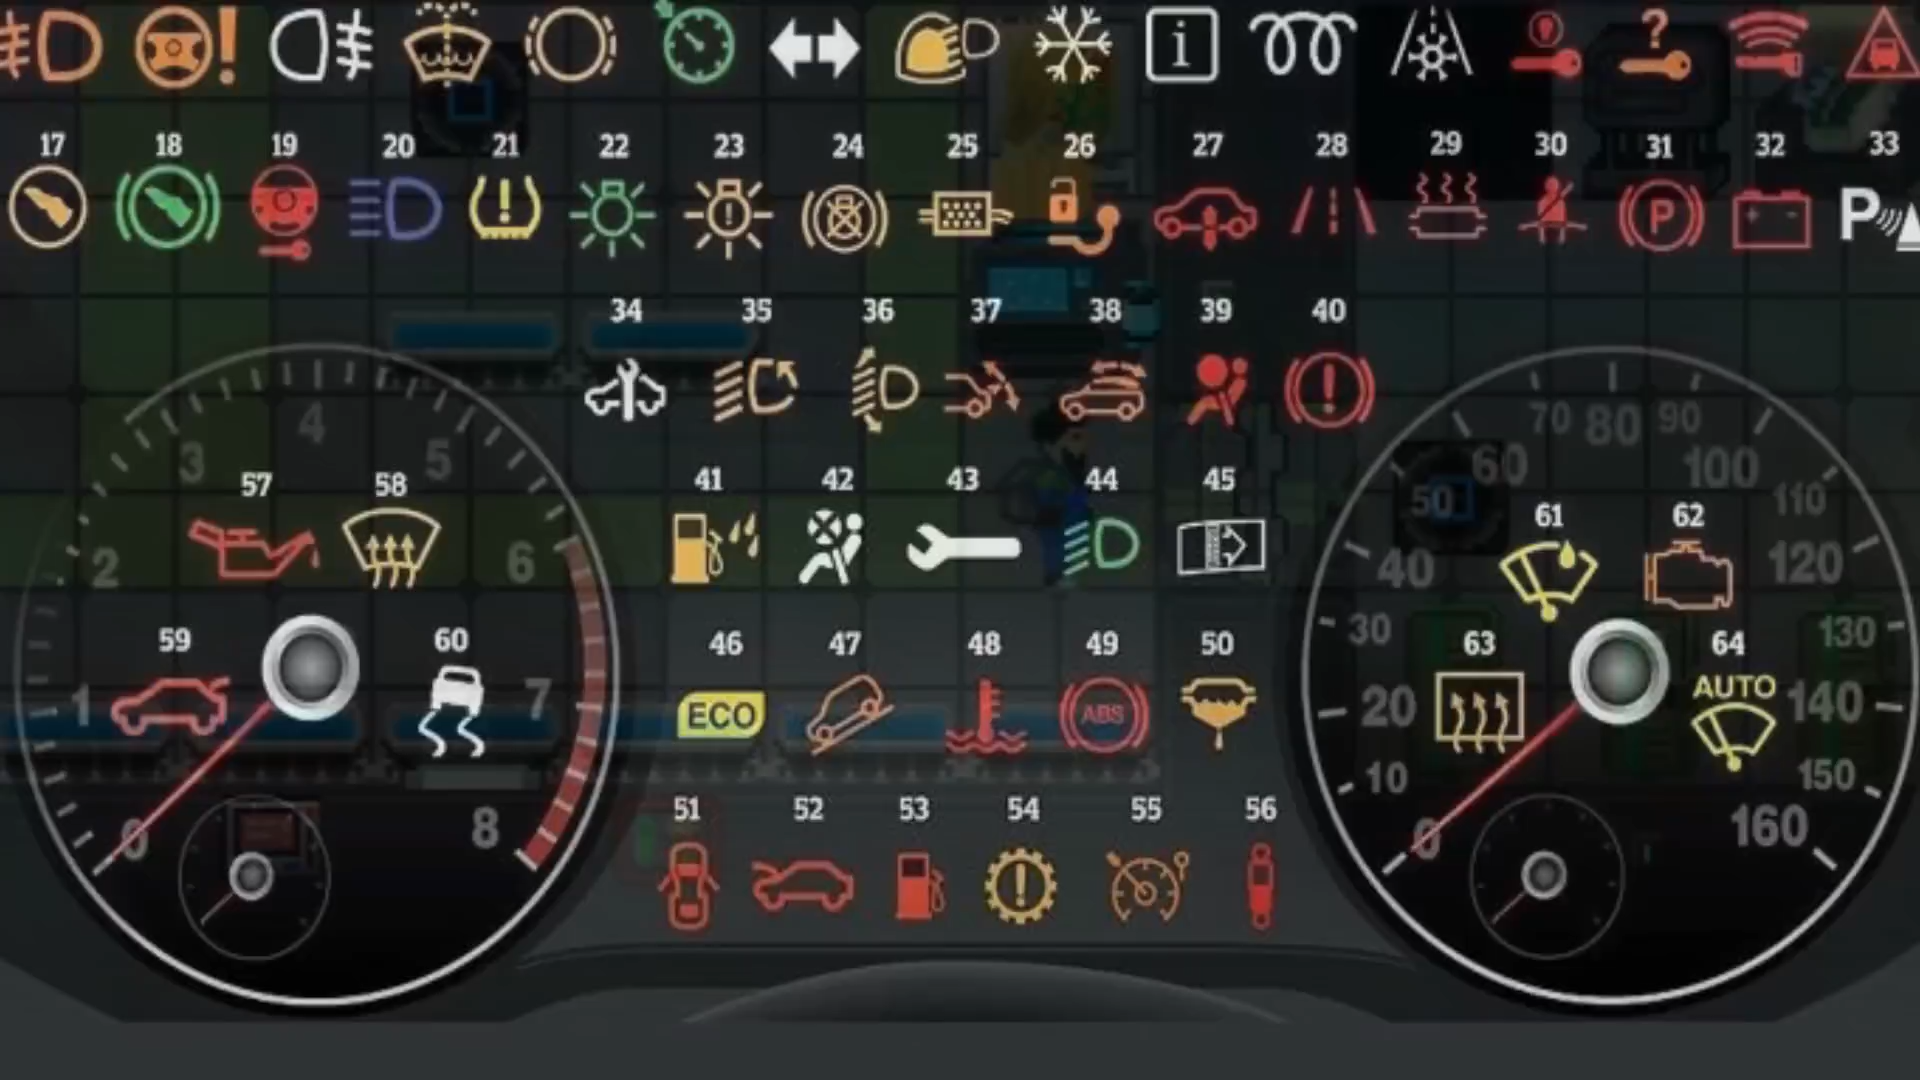 !
i
?
17 18 19 20 21 22 23 24 25 26 27 28 29 30 31 32 33
! ! P + - P
34 35 36 37 38 39 40
!
41 42 43 44 45
46 47 48 49 50
ECO ABS
51 52 53 54 55 56
!
57 58
59 60
0 1 2 3 4 5 6 7 8
61 62
63 64
AUTO
0 10 20 30 40 50 60 70 80 90 100 110 120 130 140 150 160